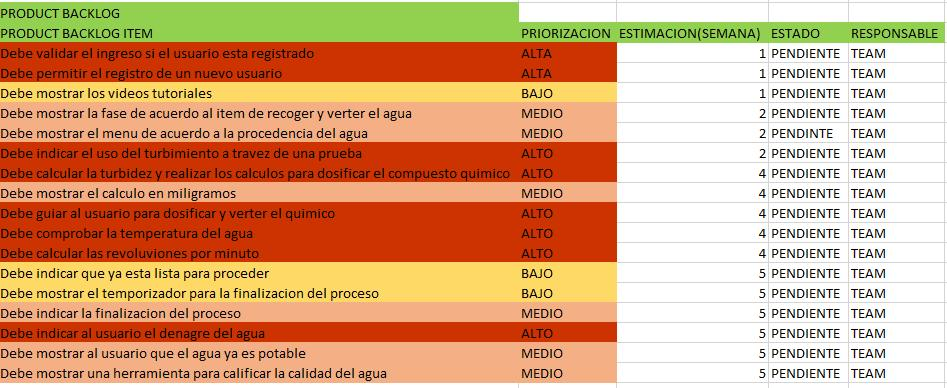 PRODUCT BACKLOG
PRODUCT BACKLOG ITEM PRIORIZACION ESTIMACION(SEMANA) ESTADO RESPONSABLE
Debe validar el ingreso si el usuario esta registrado ALTA 1 PENDIENTE TEAM
Debe permitir el registro de un nuevo usuario ALTA 1 PENDIENTE TEAM
Debe mostrar los videos tutoriales BAJO 1 PENDIENTE TEAM
Debe mostrar la fase de acuerdo al item de recoger y verter el agua MEDIO 2 PENDIENTE TEAM
Debe mostrar el menu de acuerdo a la procedencia del agua MEDIO 2 PENDINTE TEAM
Debe indicar el uso del turbimiento a travez de una prueba ALTO 2 PENDIENTE TEAM
Debe calcular la turbidez y realizar los calculos para dosificar el compuesto quimico ALTO 4 PENDIENTE TEAM
Debe mostrar el calculo en miligramos MEDIO 4 PENDIENTE TEAM
Debe guiar al usuario para dosificar y verter el quimico ALTO 4 PENDIENTE TEAM
Debe comprobar la temperatura del agua ALTO 4 PENDIENTE TEAM
Debe calcular las revoluviones por minuto ALTO 4 PENDIENTE TEAM
Debe indicar que ya esta lista para proceder BAJO 5 PENDIENTE TEAM
Debe mostrar el temporizador para la finalizacion del proceso BAJO 5 PENDIENTE TEAM
Debe indicar la finalizacion del proceso MEDIO 5 PENDIENTE TEAM
Debe indicar al usuario el denagre del agua ALTO 5 PENDIENTE TEAM
Debe mostrar al usuario que el agua ya es potable MEDIO 5 PENDIENTE TEAM
Debe mostrar una herramienta para calificar la calidad del agua MEDIO 5 PENDIENTE TEAM